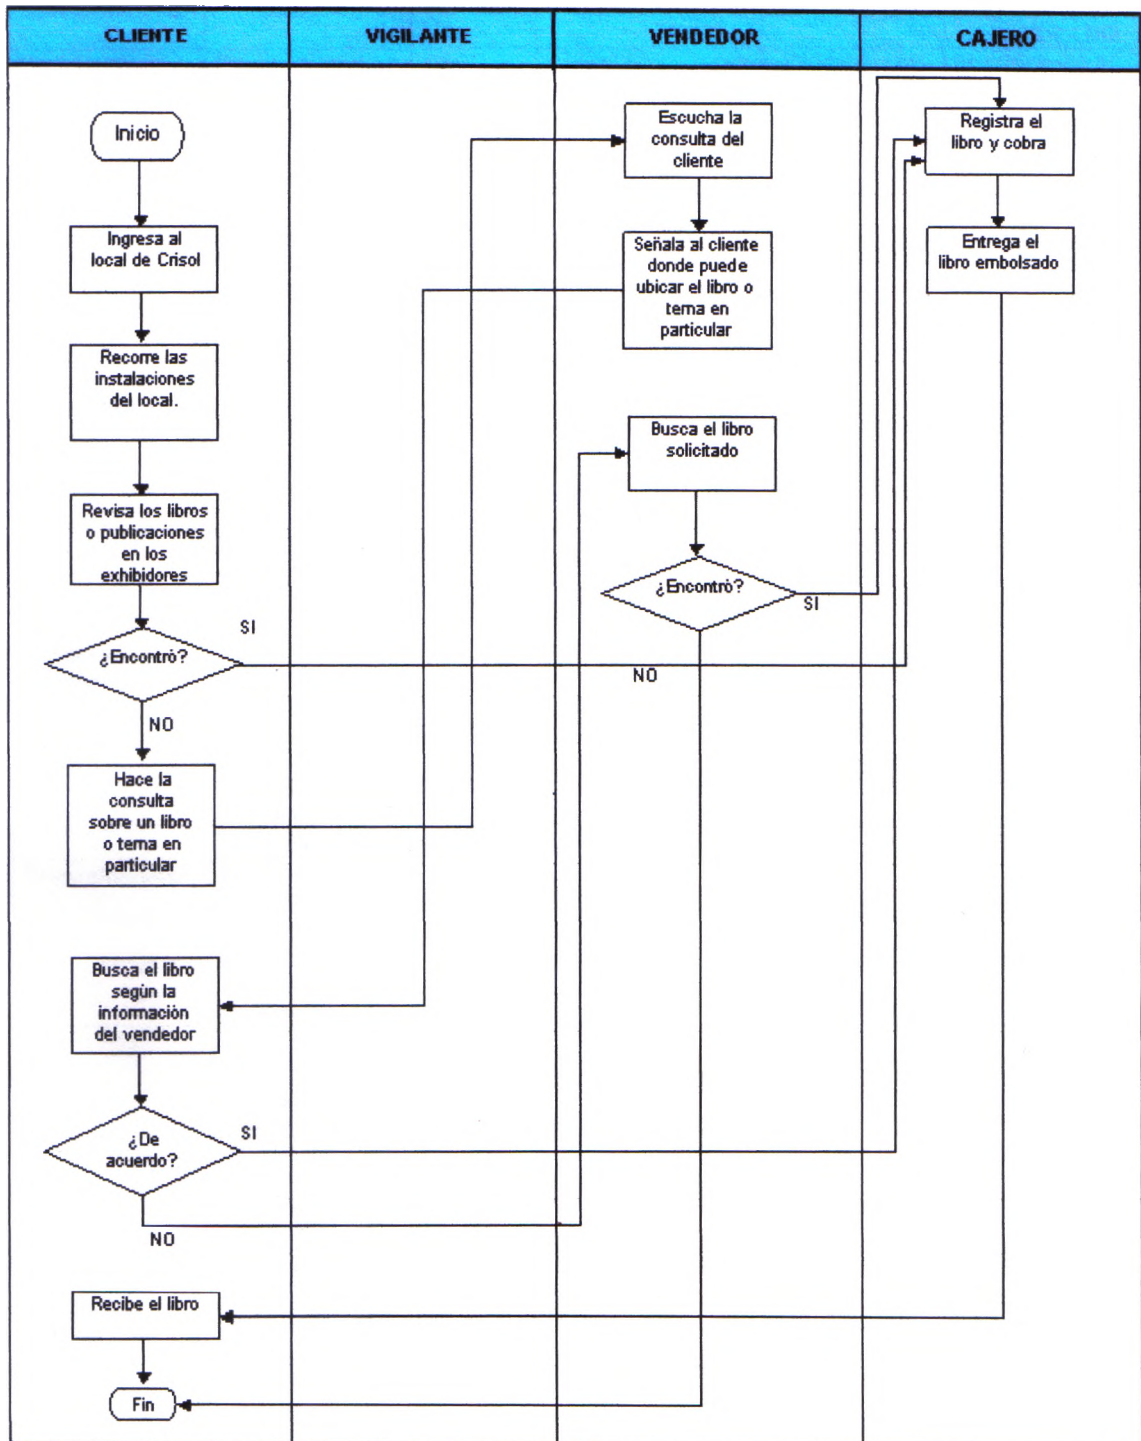 CLIENTE
VIGILANTE
VENDEDOR
CAJERO
Inicio
Ingresa al
local de Crisol
Recorre las
instalaciones
del local.
Revisa los libros
o publicaciones
en los
exhibidores
¿Encontró?
SI
NO
Hace la
consulta
sobre un libro
o tema en
particular
Busca el libro
según la
información
del vendedor
¿De
acuerdo?
SI
NO
Recibe el libro
Fin
Escucha la
consulta del
cliente
Señala al cliente
donde puede
ubicar el libro o
tema en
particular
Busca el libro
solicitado
¿Encontró?
SI
NO
Registra el
libro y cobra
Entrega el
libro embolsado